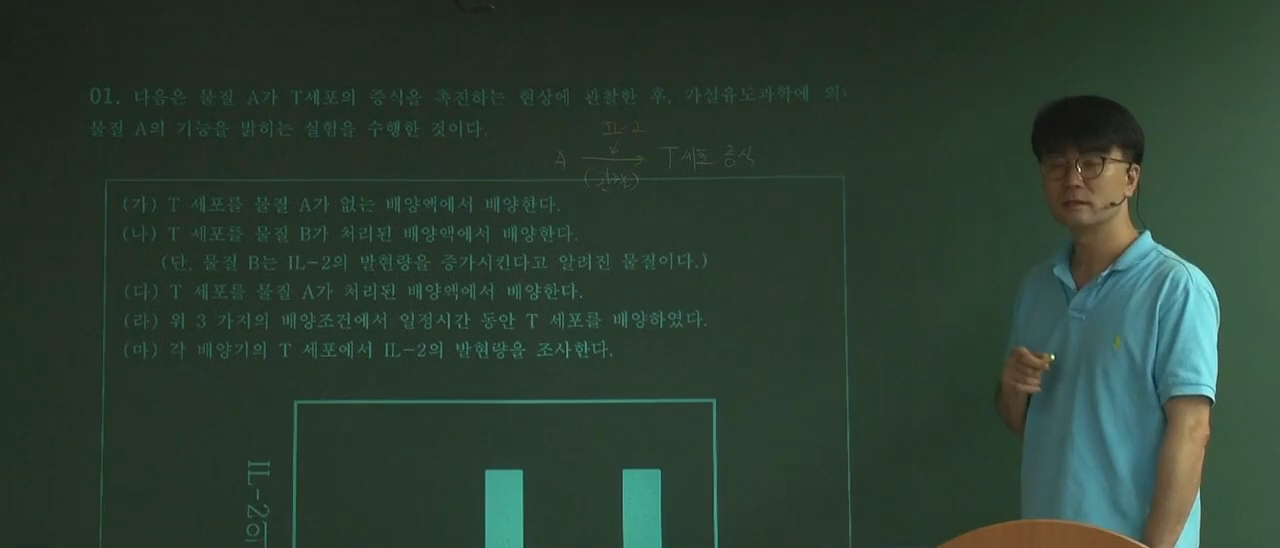 01. 다음은 물질 A가 T세포의 증식을 촉진하는 현상에 관찰한 후, 가설유도과학에 의
물질 A의 기능을 밝히는 실험을 수행한 것이다.
IL-2
A → T세포 증식
(가) T 세포를 물질 A가 없는 배양액에서 배양한다.
(나) T 세포를 물질 B가 처리된 배양액에서 배양한다.
(단, 물질 B는 IL-2의 발현량을 증가시킨다고 알려진 물질이다.)
(다) T 세포를 물질 A가 처리된 배양액에서 배양한다.
(라) 위 3 가지의 배양조건에서 일정시간 동안 T 세포를 배양하였다.
(마) 각 배양기의 T 세포에서 IL-2의 발현량을 조사한다.
IL-2의